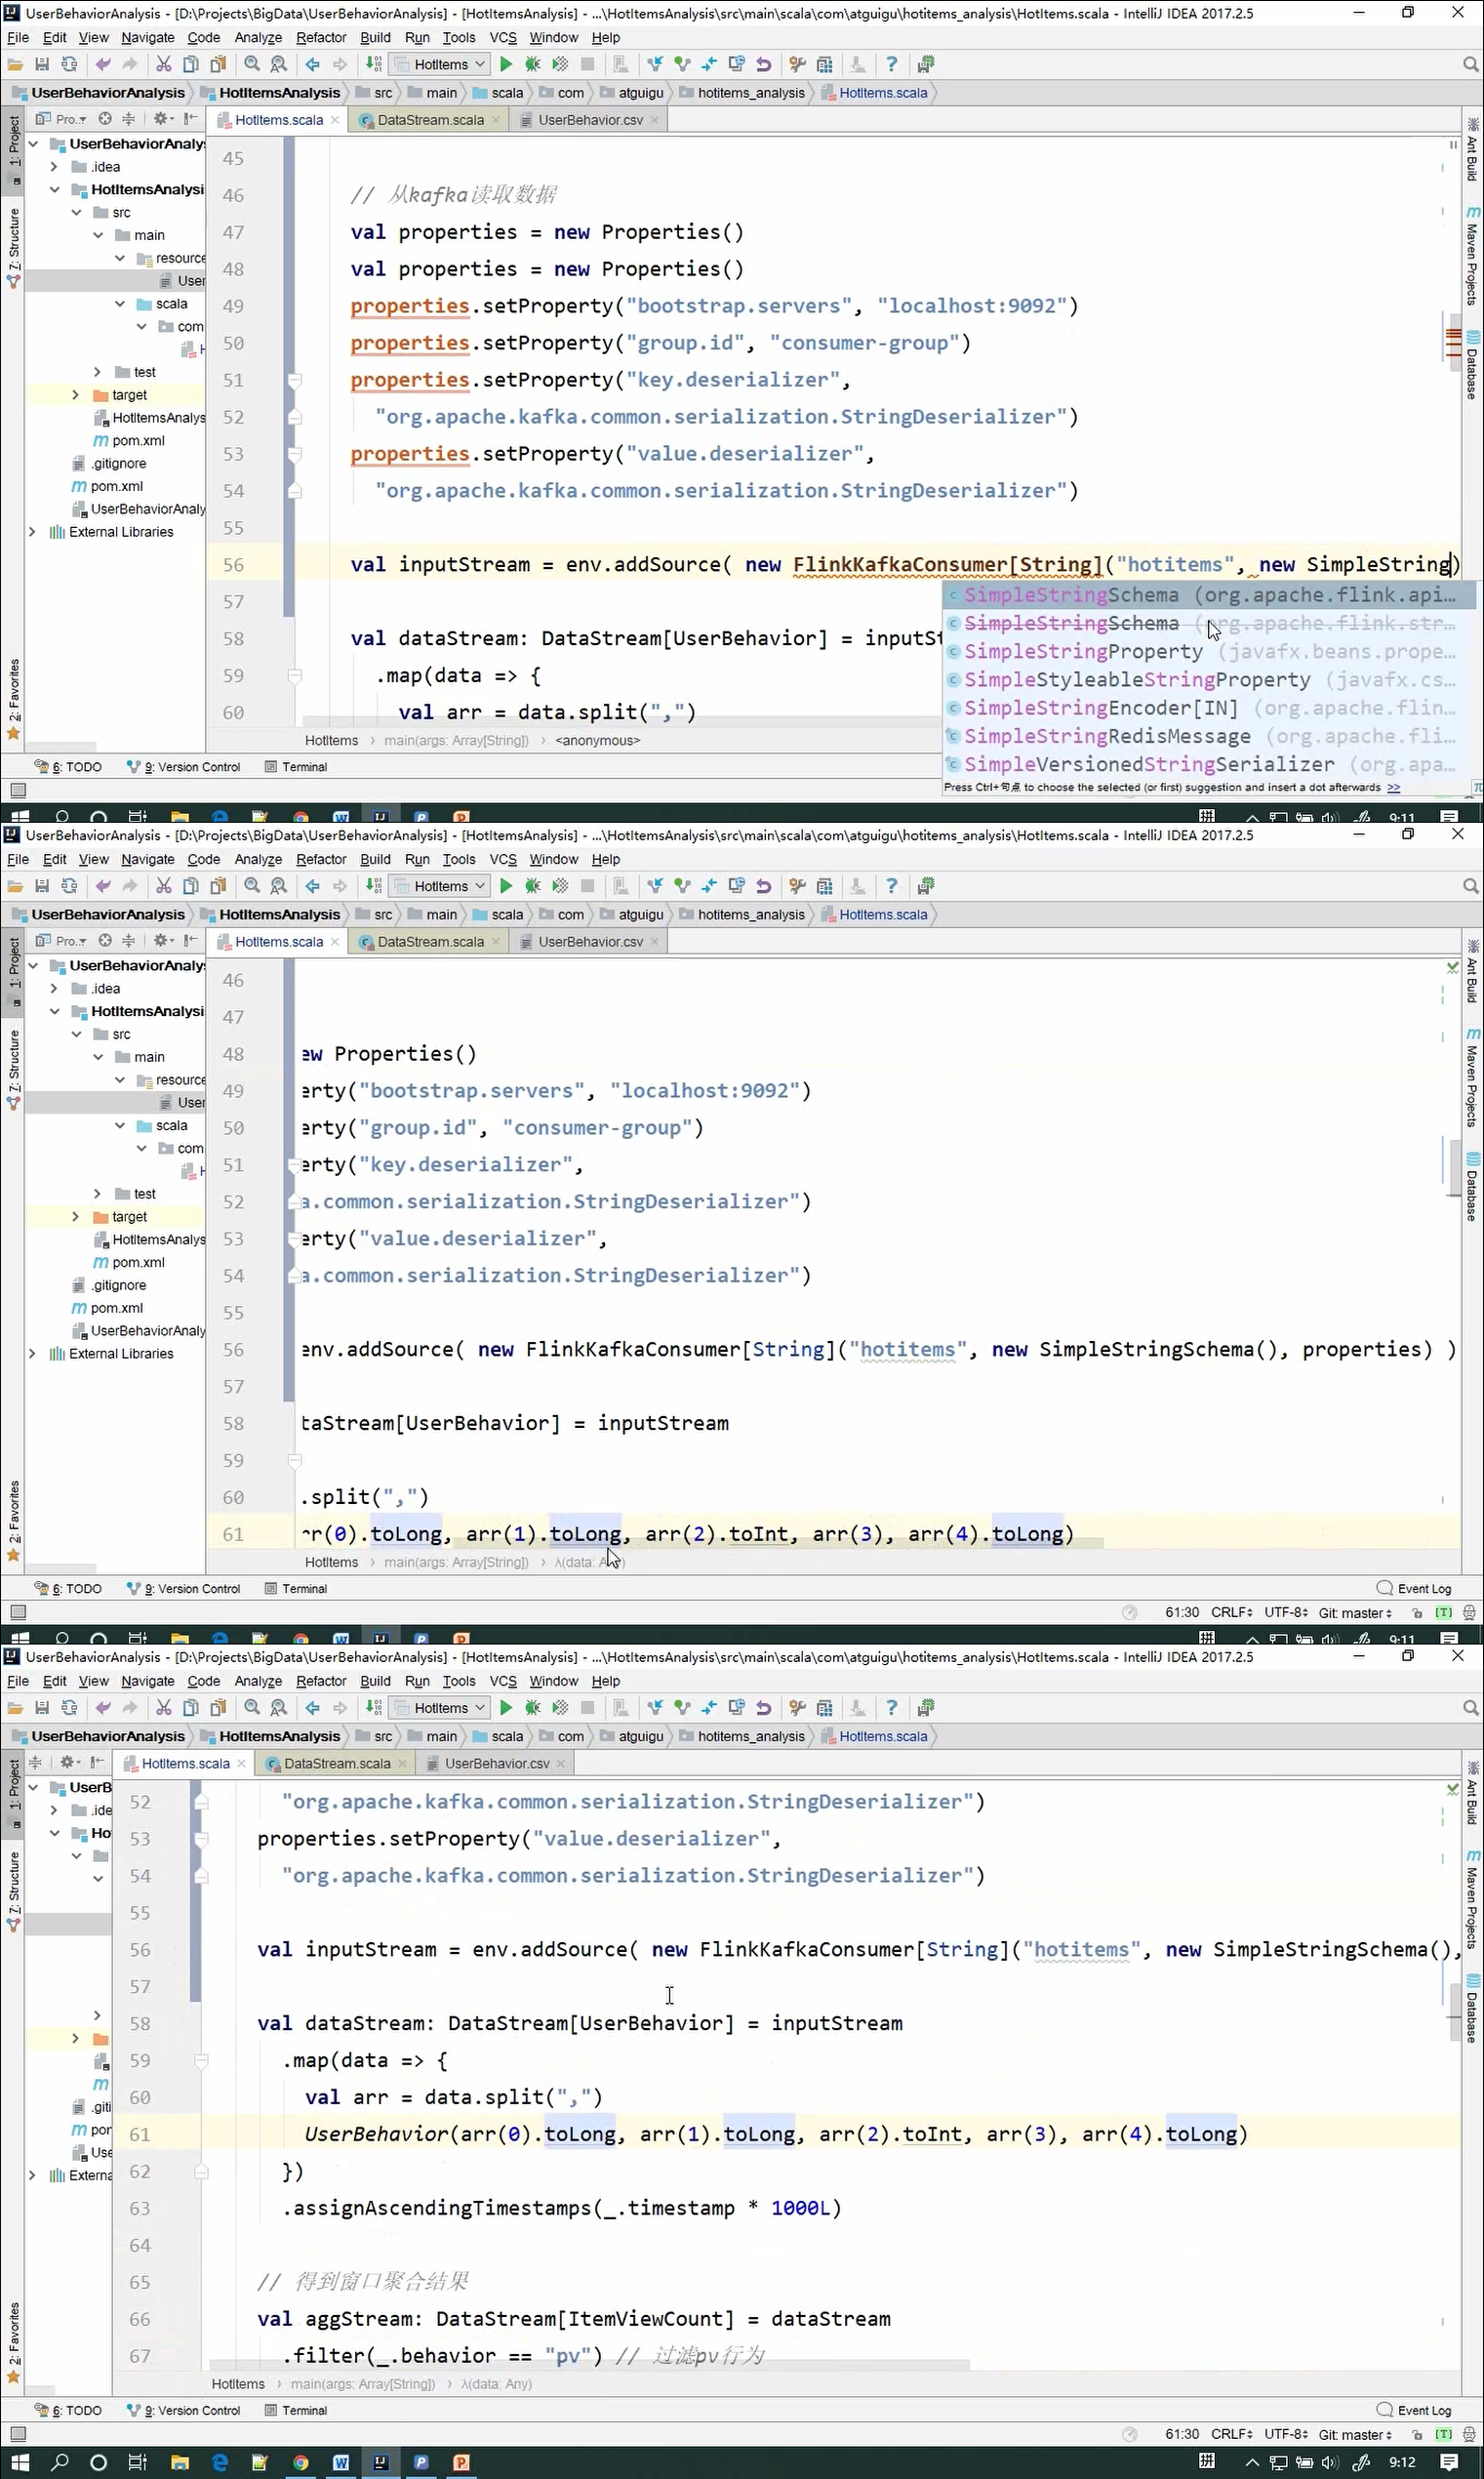 UserBehaviorAnalysis - [D:\Projects\BigData\UserBehaviorAnalysis] - [HotItemsAnalysis] - ...\HotItemsAnalysis\src\main\scala\com\atguigu\hotitems_analysis\HotItems.scala - IntelliJ IDEA 2017.2.5
File Edit View Navigate Code Analyze Refactor Build Run Tools VCS Window Help
HotItems
UserBehaviorAnalysis HotItemsAnalysis src main scala com atguigu hotitems_analysis HotItems.scala
Pro.. HotItems.scala DataStream.scala UserBehavior.csv
1: Project
7: Structure
2: Favorites
Ant Build
Maven Projects
Database
UserBehaviorAnaly
.idea
HotItemsAnalysi
src
main
resource
User
scala
com
H
test
target
HotItemsAnalys
pom.xml
.gitignore
pom.xml
UserBehaviorAnaly
External Libraries
45
46 // 从kafka读取数据
47 val properties = new Properties()
48 val properties = new Properties()
49 properties.setProperty("bootstrap.servers", "localhost:9092")
50 properties.setProperty("group.id", "consumer-group")
51 properties.setProperty("key.deserializer",
52 "org.apache.kafka.common.serialization.StringDeserializer")
53 properties.setProperty("value.deserializer",
54 "org.apache.kafka.common.serialization.StringDeserializer")
55
56 val inputStream = env.addSource( new FlinkKafkaConsumer[String]("hotitems", new SimpleString)
57
58 val dataStream: DataStream[UserBehavior] = inputSt
59 .map(data => {
60 val arr = data.split(",")
SimpleStringSchema (org.apache.flink.api...
SimpleStringSchema (org.apache.flink.str...
SimpleStringProperty (javafx.beans.prope...
SimpleStyleableStringProperty (javafx.cs...
SimpleStringEncoder[IN] (org.apache.flin...
SimpleStringRedisMessage (org.apache.fli...
SimpleVersionedStringSerializer (org.apa...
Press Ctrl+句点 to choose the selected (or first) suggestion and insert a dot afterwards >>
HotItems main(args: Array[String]) <anonymous>
6: TODO 9: Version Control Terminal
9:11
UserBehaviorAnalysis - [D:\Projects\BigData\UserBehaviorAnalysis] - [HotItemsAnalysis] - ...\HotItemsAnalysis\src\main\scala\com\atguigu\hotitems_analysis\HotItems.scala - IntelliJ IDEA 2017.2.5
File Edit View Navigate Code Analyze Refactor Build Run Tools VCS Window Help
HotItems
UserBehaviorAnalysis HotItemsAnalysis src main scala com atguigu hotitems_analysis HotItems.scala
Pro.. HotItems.scala DataStream.scala UserBehavior.csv
1: Project
7: Structure
2: Favorites
Ant Build
Maven Projects
Database
UserBehaviorAnaly
.idea
HotItemsAnalysi
src
main
resource
User
scala
com
H
test
target
HotItemsAnalys
pom.xml
.gitignore
pom.xml
UserBehaviorAnaly
External Libraries
46
47
48 ew Properties()
49 erty("bootstrap.servers", "localhost:9092")
50 erty("group.id", "consumer-group")
51 erty("key.deserializer",
52 a.common.serialization.StringDeserializer")
53 erty("value.deserializer",
54 a.common.serialization.StringDeserializer")
55
56 env.addSource( new FlinkKafkaConsumer[String]("hotitems", new SimpleStringSchema(), properties) )
57
58 taStream[UserBehavior] = inputStream
59
60 .split(",")
61 rr(0).toLong, arr(1).toLong, arr(2).toInt, arr(3), arr(4).toLong)
HotItems main(args: Array[String]) λ(data: A
6: TODO 9: Version Control Terminal Event Log
61:30 CRLF UTF-8 Git: master [T]
9:11
UserBehaviorAnalysis - [D:\Projects\BigData\UserBehaviorAnalysis] - [HotItemsAnalysis] - ...\HotItemsAnalysis\src\main\scala\com\atguigu\hotitems_analysis\HotItems.scala - IntelliJ IDEA 2017.2.5
File Edit View Navigate Code Analyze Refactor Build Run Tools VCS Window Help
HotItems
UserBehaviorAnalysis HotItemsAnalysis src main scala com atguigu hotitems_analysis HotItems.scala
HotItems.scala DataStream.scala UserBehavior.csv
1: Project
7: Structure
2: Favorites
Ant Build
Maven Projects
Database
UserB
.ide
Ho
.giti
por
Use
Externa
52 "org.apache.kafka.common.serialization.StringDeserializer")
53 properties.setProperty("value.deserializer",
54 "org.apache.kafka.common.serialization.StringDeserializer")
55
56 val inputStream = env.addSource( new FlinkKafkaConsumer[String]("hotitems", new SimpleStringSchema(),
57
58 val dataStream: DataStream[UserBehavior] = inputStream
59 .map(data => {
60 val arr = data.split(",")
61 UserBehavior(arr(0).toLong, arr(1).toLong, arr(2).toInt, arr(3), arr(4).toLong)
62 })
63 .assignAscendingTimestamps(_.timestamp * 1000L)
64
65 // 得到窗口聚合结果
66 val aggStream: DataStream[ItemViewCount] = dataStream
67 .filter(_.behavior == "pv") // 过滤pv行为
HotItems main(args: Array[String]) λ(data: Any)
6: TODO 9: Version Control Terminal Event Log
61:30 CRLF UTF-8 Git: master [T]
拼 9:12